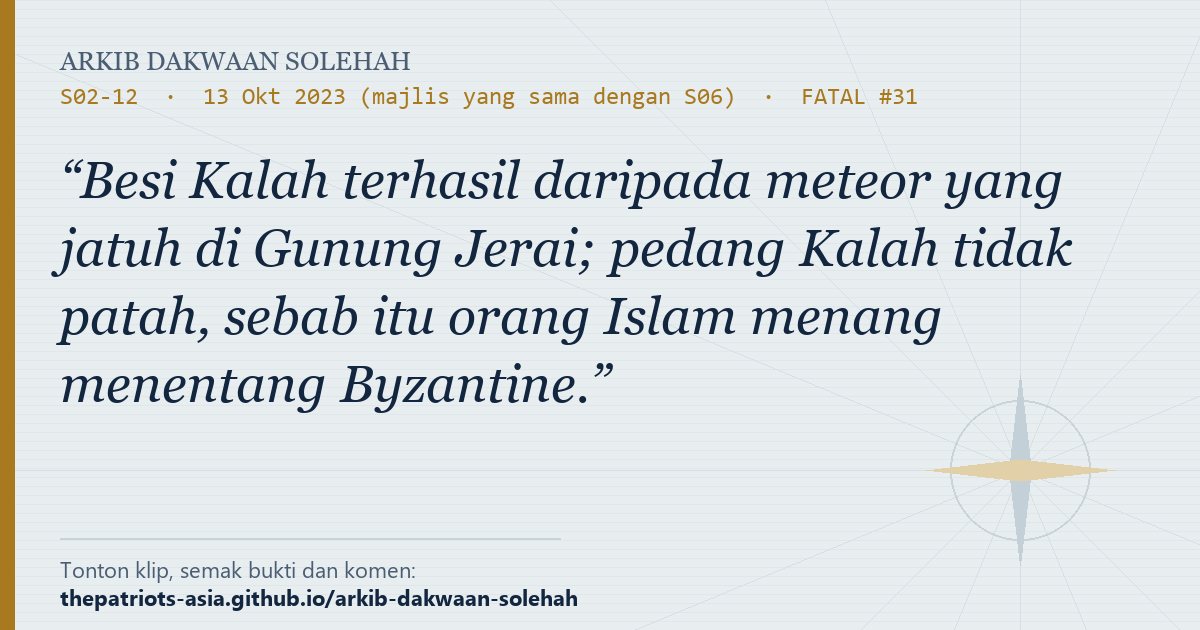 ARKIB DAKWAAN SOLEHAH
S02-12 · 13 Okt 2023 (majlis yang sama dengan S06) · FATAL #31
“Besi Kalah terhasil daripada meteor yang
jatuh di Gunung Jerai; pedang Kalah tidak
patah, sebab itu orang Islam menang
menentang Byzantine.”
Tonton klip, semak bukti dan komen:
thepatriots-asia.github.io/arkib-dakwaan-solehah